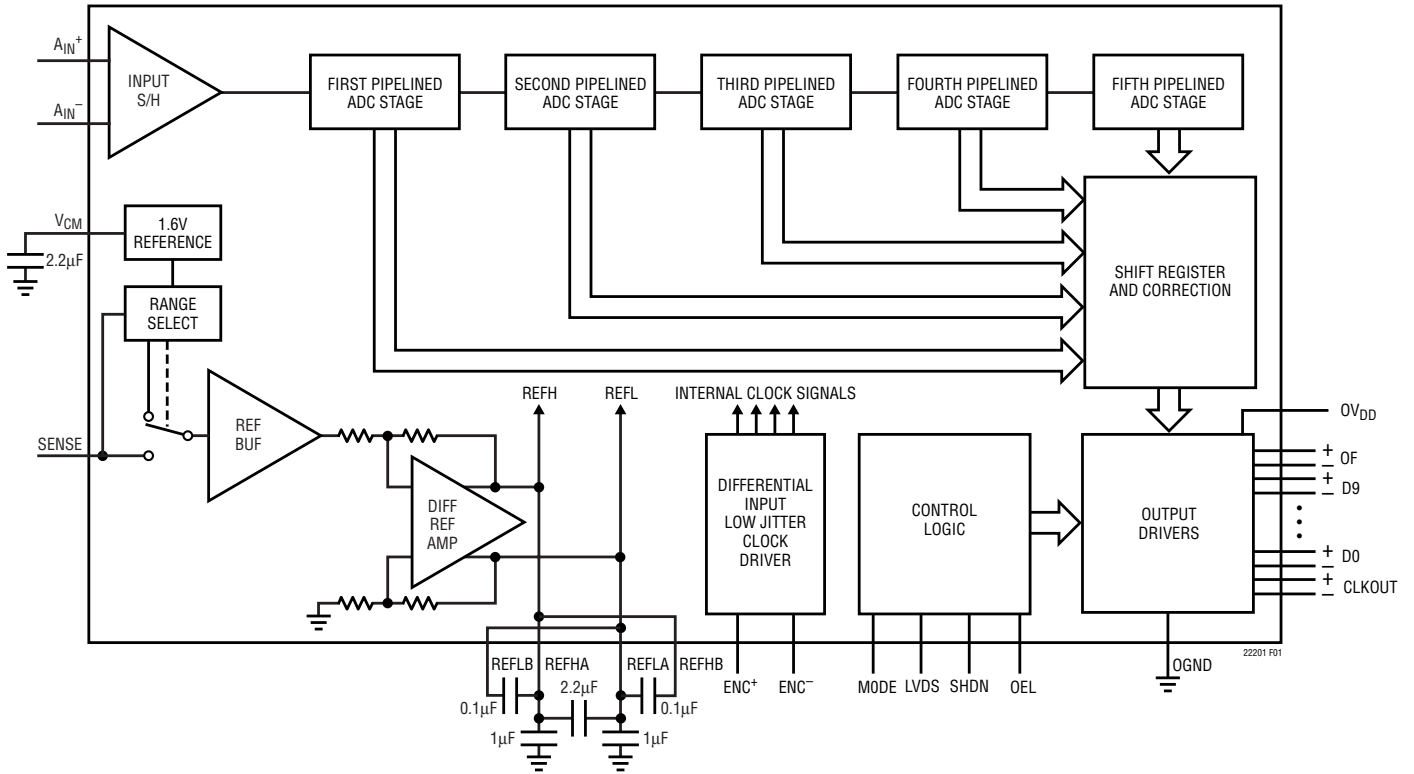 AIN+
AIN–
INPUT
S/H
FIRST PIPELINED
ADC STAGE
SECOND PIPELINED
ADC STAGE
THIRD PIPELINED
ADC STAGE
FOURTH PIPELINED
ADC STAGE
FIFTH PIPELINED
ADC STAGE
VCM
2.2µF
1.6V
REFERENCE
RANGE
SELECT
SHIFT REGISTER
AND CORRECTION
SENSE
REF
BUF
REFH
REFL
INTERNAL CLOCK SIGNALS
DIFF
REF
AMP
DIFFERENTIAL
INPUT
LOW JITTER
CLOCK
DRIVER
CONTROL
LOGIC
OUTPUT
DRIVERS
OVDD
+
–
OF
+
–
D9
+
–
D0
+
–
CLKOUT
REFLB
REFHA
REFLA
REFHB
2.2µF
0.1µF
0.1µF
1µF
1µF
ENC+
ENC–
MODE
LVDS
SHDN
OEL
OGND
22201 F01